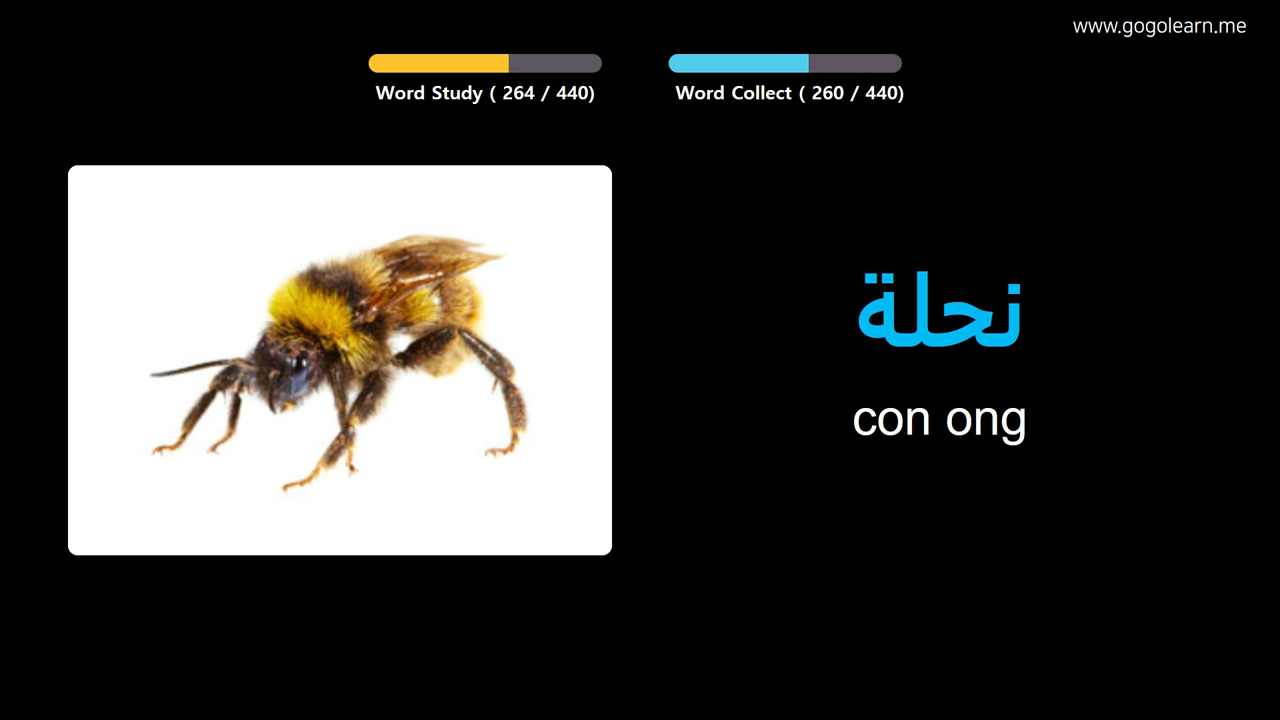 www.gogolearn.me
Word Study ( 264 / 440)
Word Collect ( 260 / 440)
نحلة
con ong